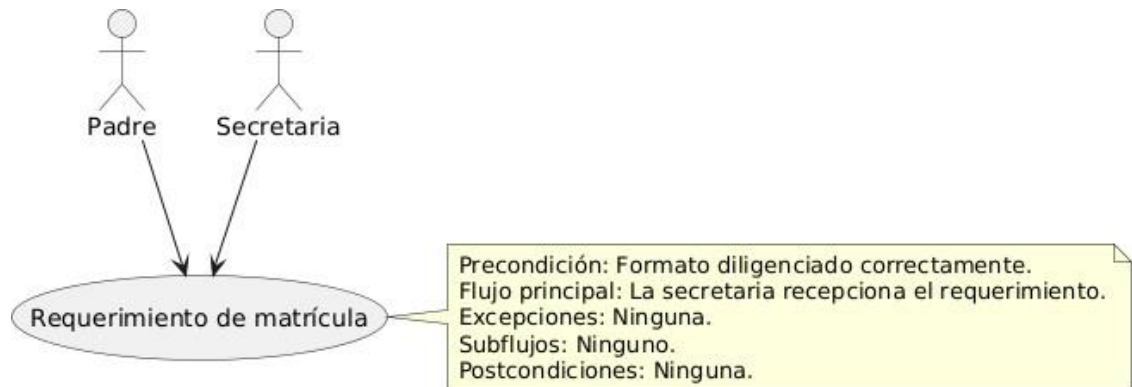 Padre
Secretaria
Requerimiento de matrícula
Precondición: Formato diligenciado correctamente.
Flujo principal: La secretaria recepciona el requerimiento.
Excepciones: Ninguna.
Subflujos: Ninguno.
Postcondiciones: Ninguna.